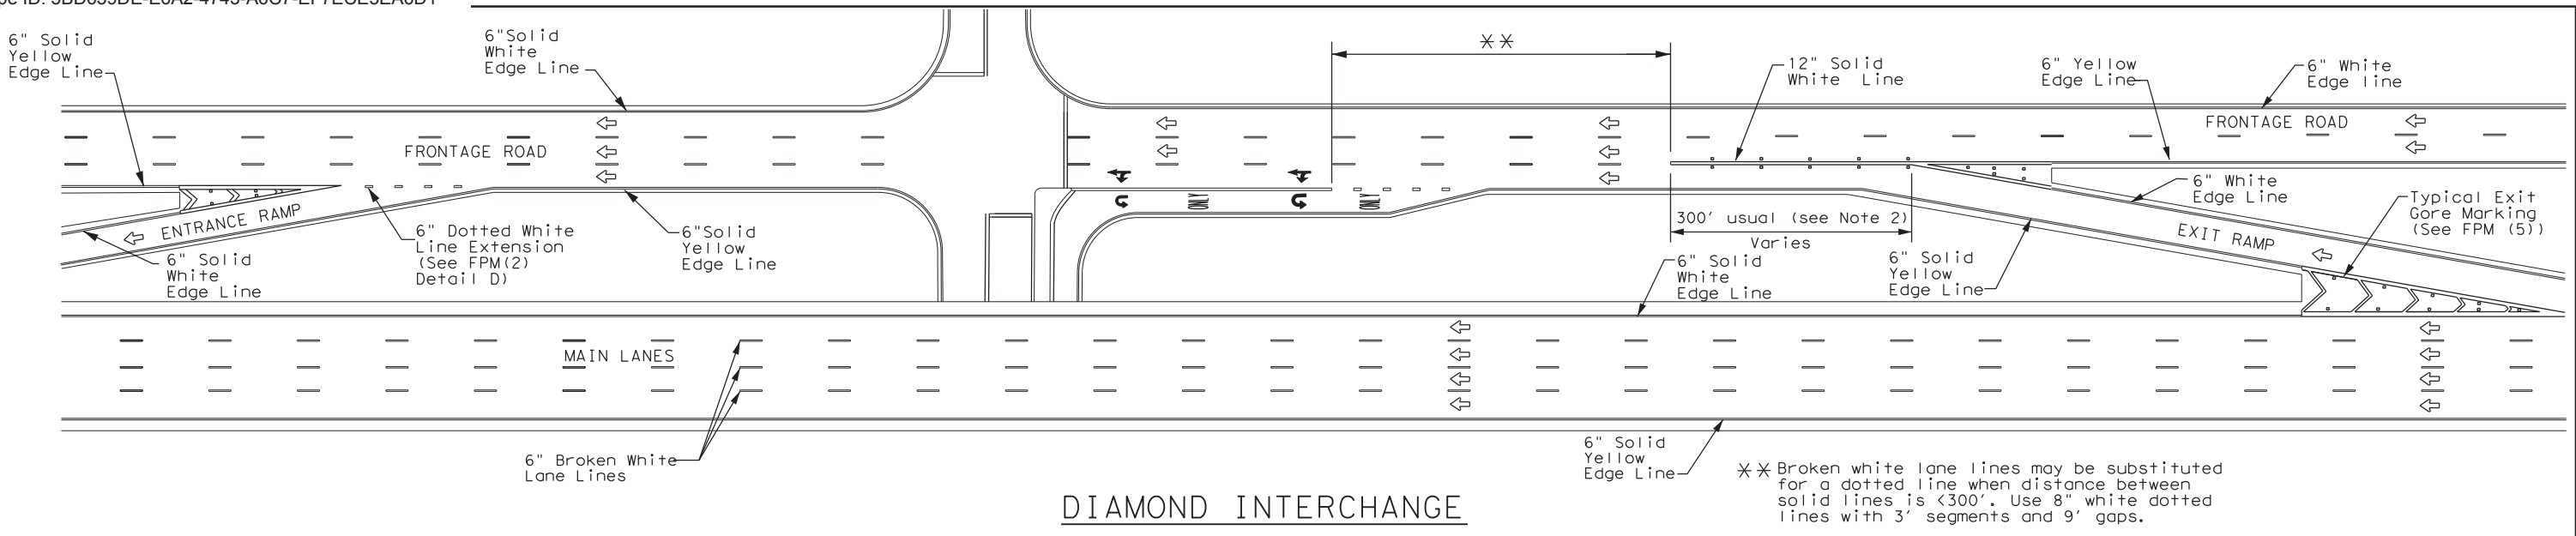 6" Solid
Yellow
Edge Line
6"Solid
White
Edge Line
**
12" Solid
White Line
6" Yellow
Edge Line
6" White
Edge line
FRONTAGE ROAD
FRONTAGE ROAD
ONLY
ONLY
ENTRANCE RAMP
6" Solid
White
Edge Line
6" Dotted White
Line Extension
(See FPM(2)
Detail D)
6"Solid
Yellow
Edge Line
300' usual (see Note 2)
Varies
6" Solid
White
Edge Line
6" Solid
Yellow
Edge Line
6" White
Edge Line
EXIT RAMP
Typical Exit
Gore Marking
(See FPM (5))
MAIN LANES
6" Broken White
Lane Lines
6" Solid
Yellow
Edge Line
** Broken white lane lines may be substituted
for a dotted line when distance between
solid lines is <300'. Use 8" white dotted
lines with 3' segments and 9' gaps.
DIAMOND INTERCHANGE